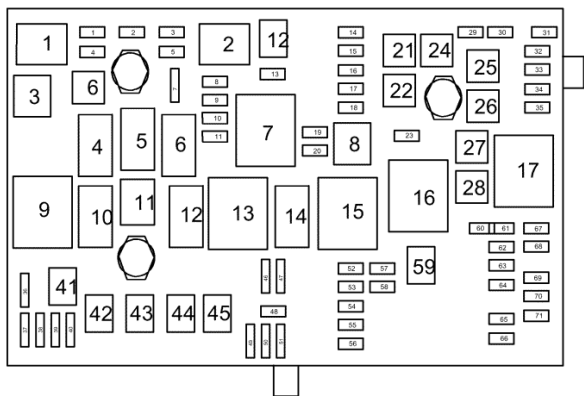 1 2 3 2 12 14 29 30 31
1 4 5 15 21 24 32
6 7 13 16 25 33
3 8 17 22 34
9 18 26 35
4 5 6 10 7 19 8 23 27
11 20 17
9 10 11 12 13 14 15 16 28
60 61 67
62 68
41 46 47 52 57 59 63
36 53 58 64 69
42 43 44 45 48 54 70
37 38 39 40 55 65 71
49 50 51 56 66